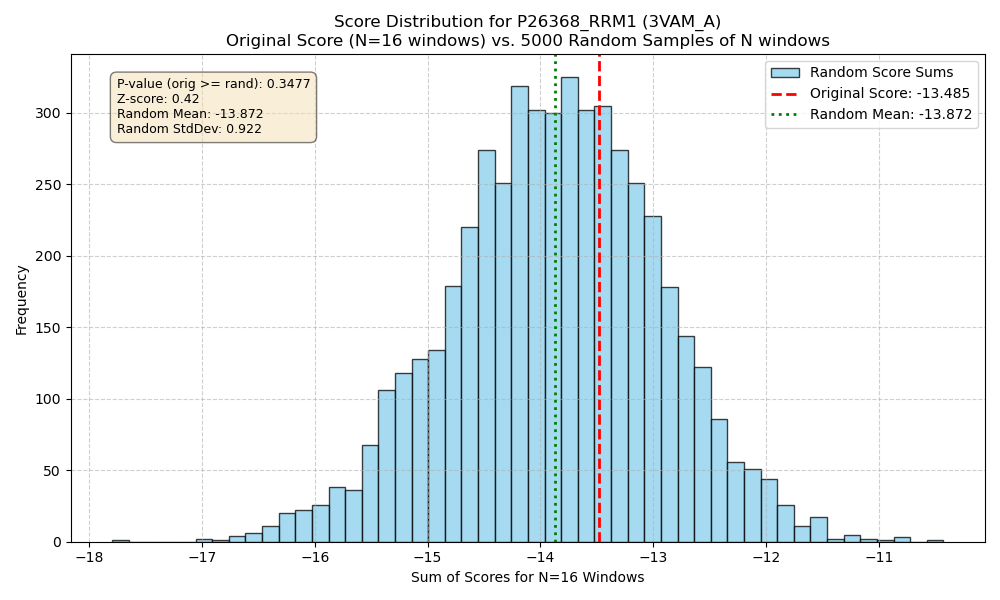 Score Distribution for P26368_RRM1 (3VAM_A)
Original Score (N=16 windows) vs. 5000 Random Samples of N windows
P-value (orig >= rand): 0.3477
Z-score: 0.42
Random Mean: -13.872
Random StdDev: 0.922
Random Score Sums
Original Score: -13.485
Random Mean: -13.872
Frequency
300
250
200
150
100
50
0
−18 −17 −16 −15 −14 −13 −12 −11
Sum of Scores for N=16 Windows